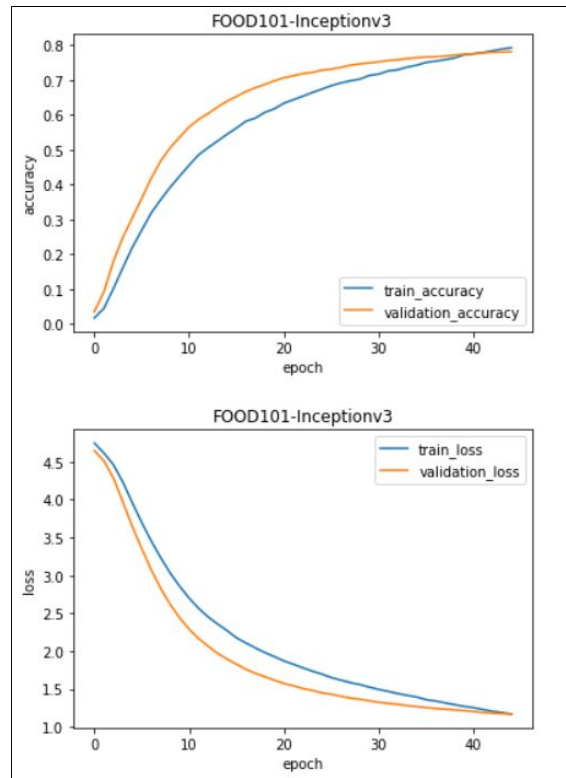 FOOD101-Inceptionv3
0.8
0.7
0.6
0.5
0.4
0.3
0.2
0.1
0.0
accuracy
train_accuracy
validation_accuracy
0 10 20 30 40
epoch
FOOD101-Inceptionv3
4.5
4.0
3.5
3.0
2.5
2.0
1.5
1.0
loss
train_loss
validation_loss
0 10 20 30 40
epoch